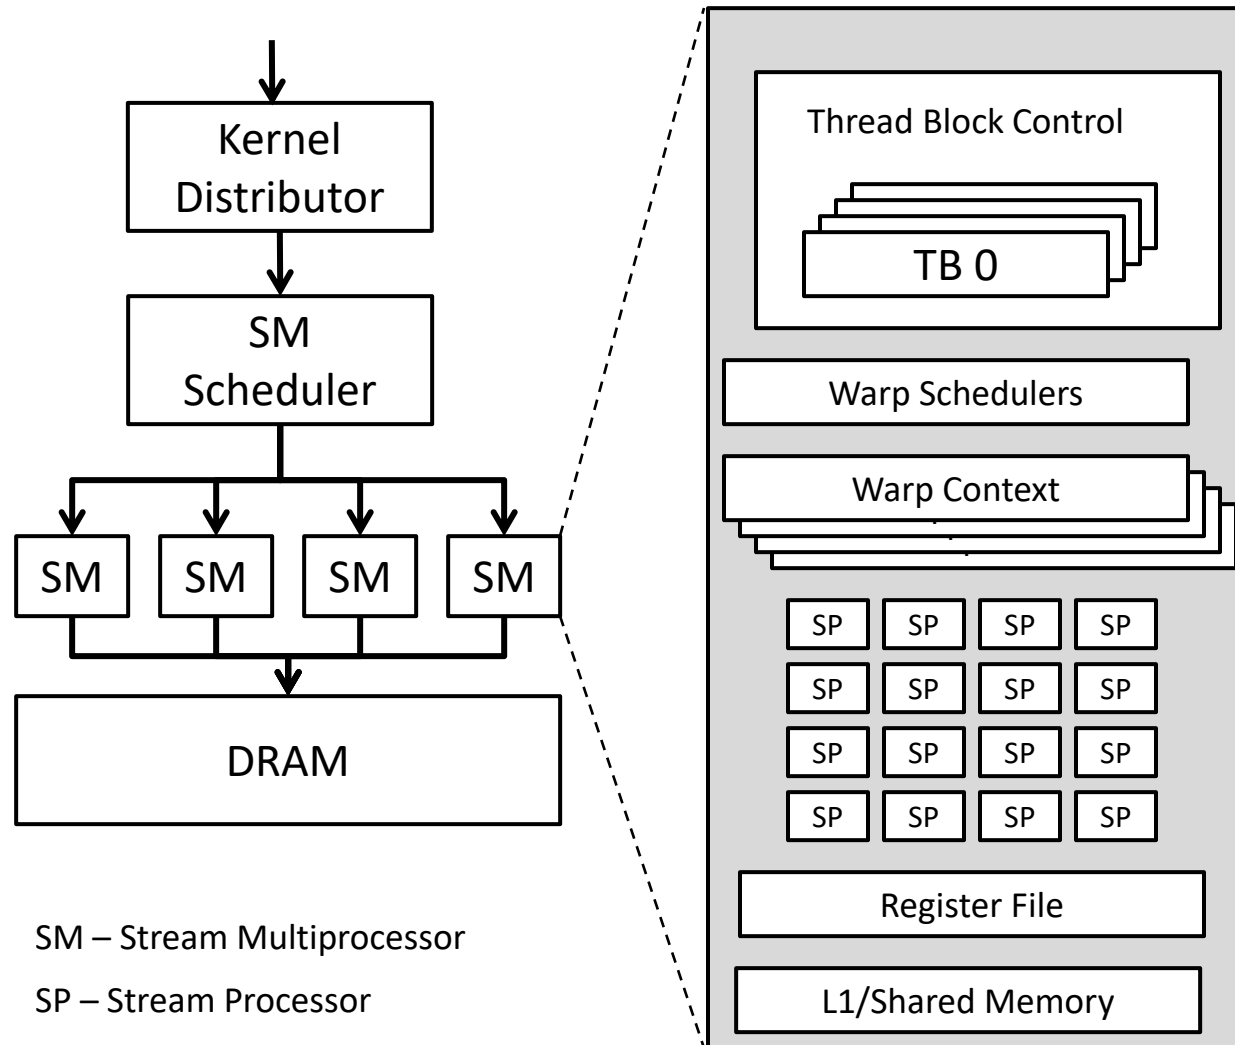 Kernel
Distributor
SM
Scheduler
SM SM SM SM
DRAM
SM – Stream Multiprocessor
SP – Stream Processor
Thread Block Control
TB 0
Warp Schedulers
Warp Context
SP SP SP SP
SP SP SP SP
SP SP SP SP
SP SP SP SP
Register File
L1/Shared Memory